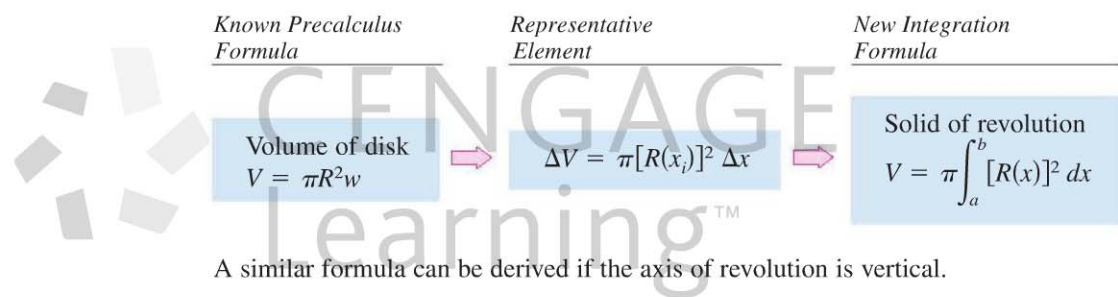 Known Precalculus
Formula
Representative
Element
New Integration
Formula
CENGAGE
Learning™
Volume of disk
V = πR²w
ΔV = π[R(xᵢ)]² Δx
Solid of revolution
V = π∫ₐᵇ [R(x)]² dx
A similar formula can be derived if the axis of revolution is vertical.